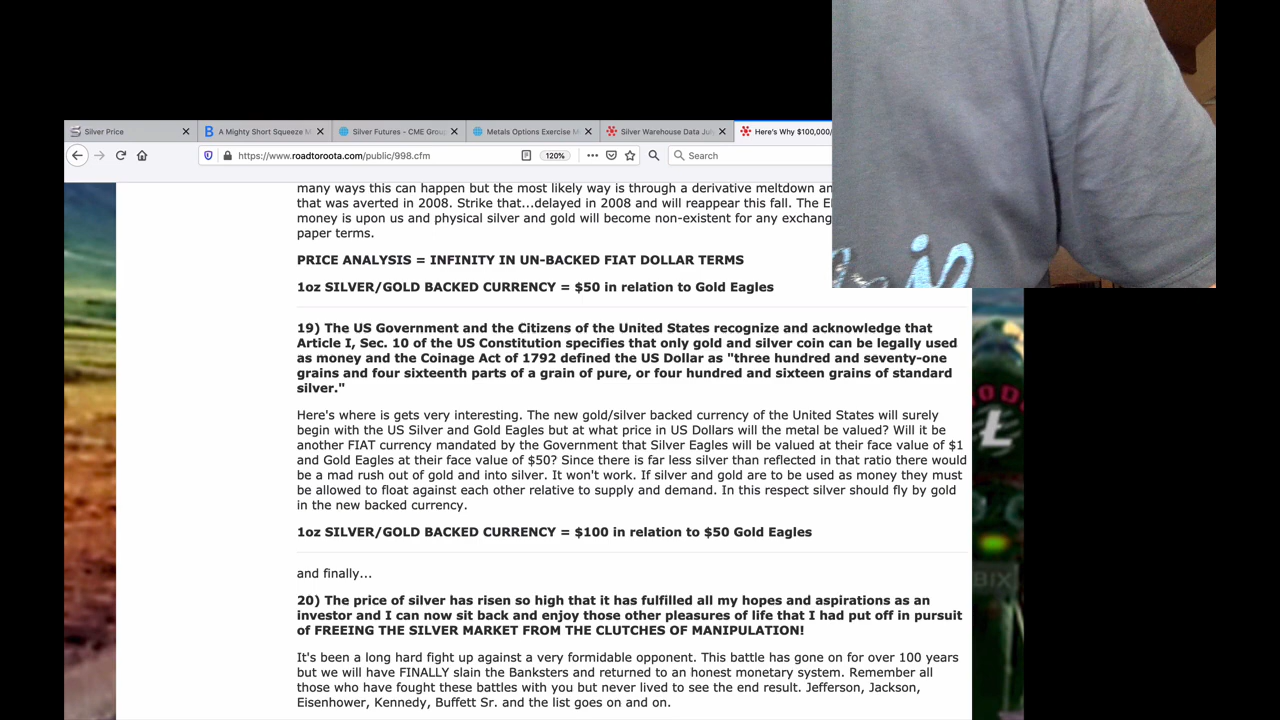 Silver Price
A Mighty Short Squeeze M
Silver Futures - CME Grou
Metals Options Exercise M
Silver Warehouse Data Jul
Here's Why $100,000/
https://www.roadtoroota.com/public/998.cfm
120%
Search
many ways this can happen but the most likely way is through a derivative meltdown an
that was averted in 2008. Strike that...delayed in 2008 and will reappear this fall. The E
money is upon us and physical silver and gold will become non-existent for any exchang
paper terms.
PRICE ANALYSIS = INFINITY IN UN-BACKED FIAT DOLLAR TERMS
1oz SILVER/GOLD BACKED CURRENCY = $50 in relation to Gold Eagles
19) The US Government and the Citizens of the United States recognize and acknowledge that
Article I, Sec. 10 of the US Constitution specifies that only gold and silver coin can be legally used
as money and the Coinage Act of 1792 defined the US Dollar as "three hundred and seventy-one
grains and four sixteenth parts of a grain of pure, or four hundred and sixteen grains of standard
silver."
Here's where is gets very interesting. The new gold/silver backed currency of the United States will surely
begin with the US Silver and Gold Eagles but at what price in US Dollars will the metal be valued? Will it be
another FIAT currency mandated by the Government that Silver Eagles will be valued at their face value of $1
and Gold Eagles at their face value of $50? Since there is far less silver than reflected in that ratio there would
be a mad rush out of gold and into silver. It won't work. If silver and gold are to be used as money they must
be allowed to float against each other relative to supply and demand. In this respect silver should fly by gold
in the new backed currency.
1oz SILVER/GOLD BACKED CURRENCY = $100 in relation to $50 Gold Eagles
and finally...
20) The price of silver has risen so high that it has fulfilled all my hopes and aspirations as an
investor and I can now sit back and enjoy those other pleasures of life that I had put off in pursuit
of FREEING THE SILVER MARKET FROM THE CLUTCHES OF MANIPULATION!
It's been a long hard fight up against a very formidable opponent. This battle has gone on for over 100 years
but we will have FINALLY slain the Banksters and returned to an honest monetary system. Remember all
those who have fought these battles with you but never lived to see the end result. Jefferson, Jackson,
Eisenhower, Kennedy, Buffett Sr. and the list goes on and on.